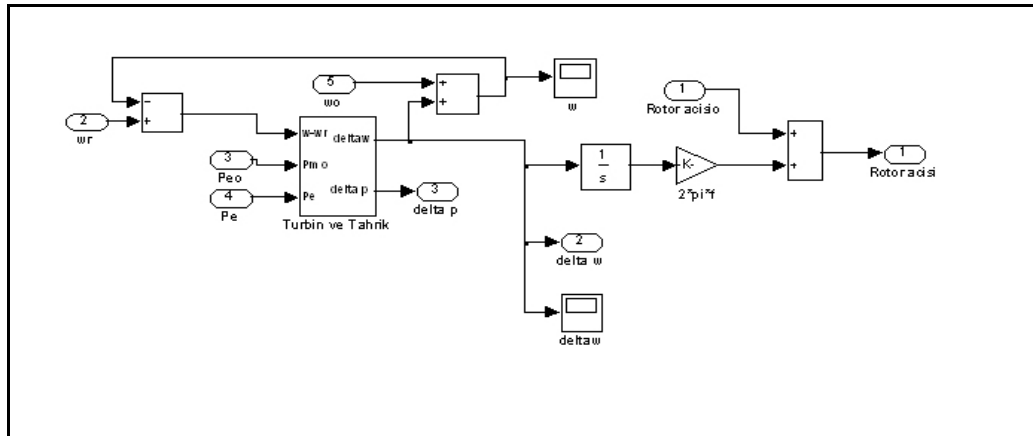 5
+
+
wo
w
1
Rotor acisio
−
+
2
wr
w-wr
deltaw
3
Peo
Pmo
4
Pe
Pe
delta p
3
delta p
Turbin ve Tahrik
1
s
K-
2*pi*f
+
+
1
Rotor acisi
2
delta w
deltaw